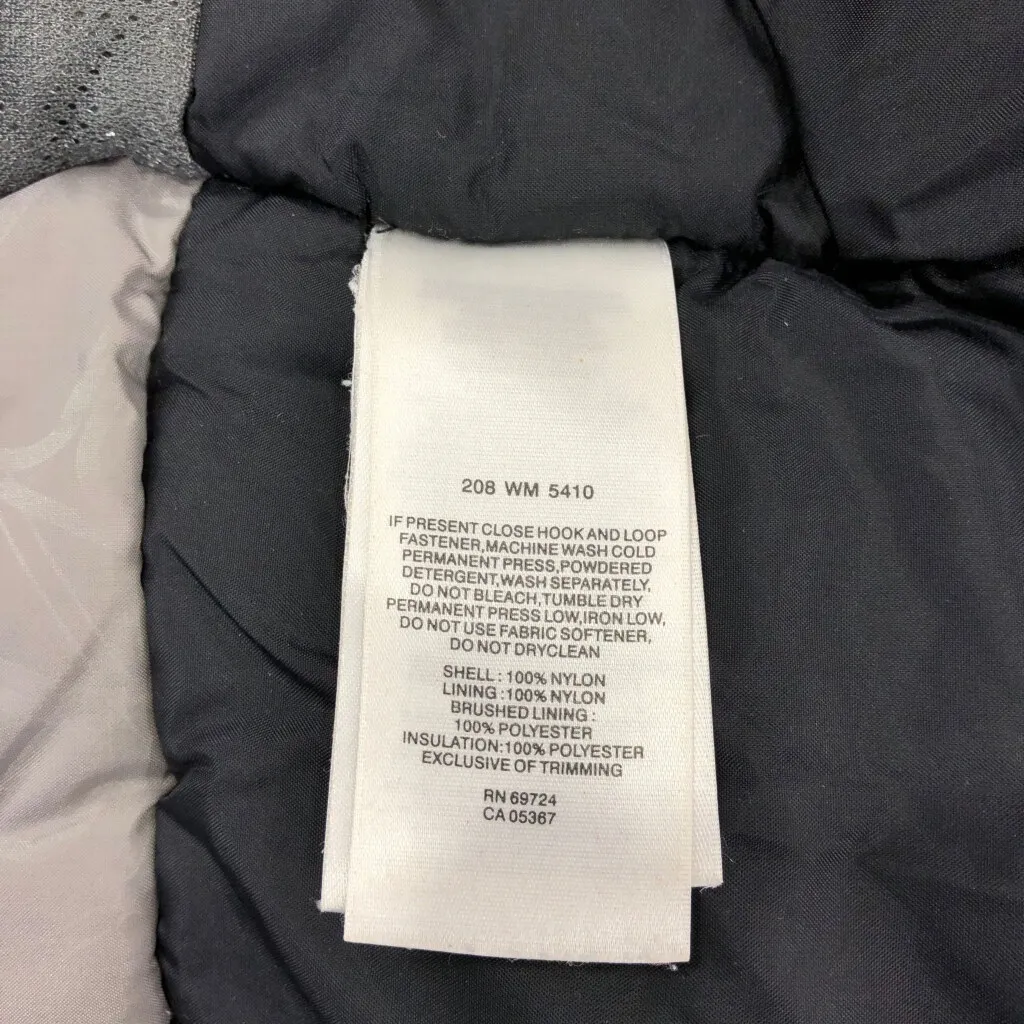 208 WM 5410
IF PRESENT CLOSE HOOK AND LOOP
FASTENER,MACHINE WASH COLD
PERMANENT PRESS,POWDERED
DETERGENT,WASH SEPARATELY,
DO NOT BLEACH,TUMBLE DRY
PERMANENT PRESS LOW,IRON LOW,
DO NOT USE FABRIC SOFTENER,
DO NOT DRYCLEAN
SHELL : 100% NYLON
LINING :100% NYLON
BRUSHED LINING :
100% POLYESTER
INSULATION:100% POLYESTER
EXCLUSIVE OF TRIMMING
RN 69724
CA 05367